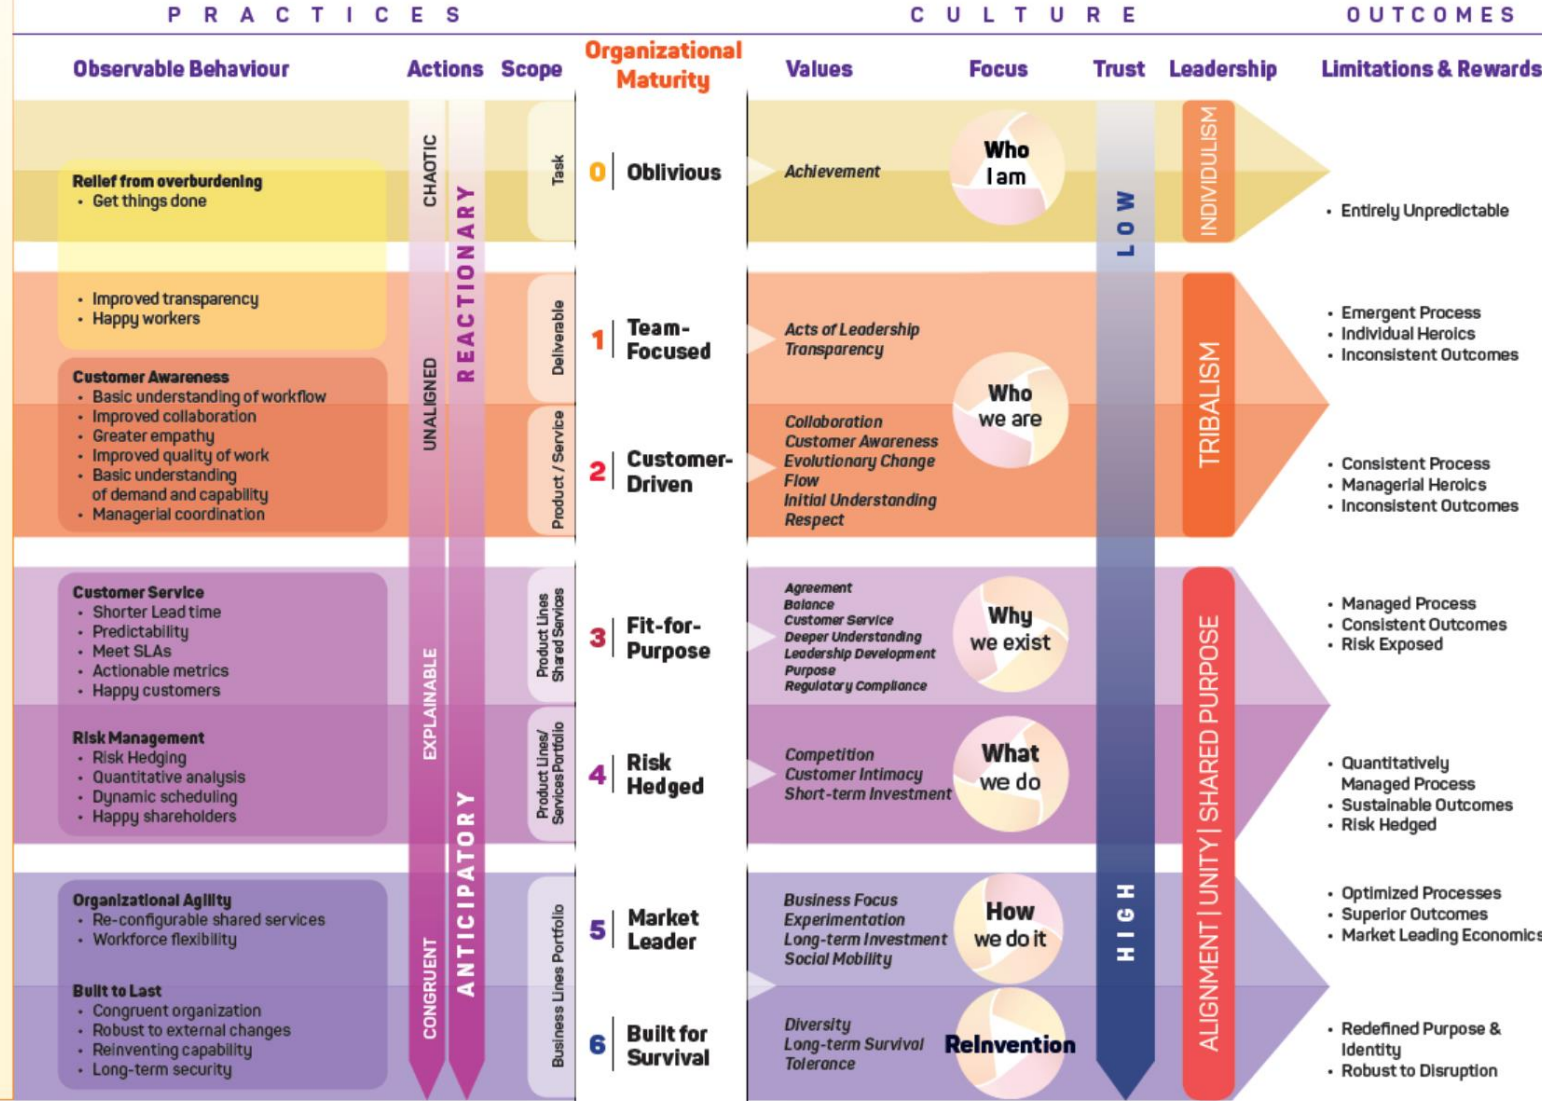 PRACTICES
CULTURE
OUTCOMES
Observable Behaviour
Actions
Scope
Organizational
Maturity
Values
Focus
Trust
Leadership
Limitations & Rewards
Relief from overburdening
• Get things done
• Improved transparency
• Happy workers
Customer Awareness
• Basic understanding of workflow
• Improved collaboration
• Greater empathy
• Improved quality of work
• Basic understanding
of demand and capability
• Managerial coordination
Customer Service
• Shorter Lead time
• Predictability
• Meet SLAs
• Actionable metrics
• Happy customers
Risk Management
• Risk Hedging
• Quantitative analysis
• Dynamic scheduling
• Happy shareholders
Organizational Agility
• Re-configurable shared services
• Workforce flexibility
Built to Last
• Congruent organization
• Robust to external changes
• Reinventing capability
• Long-term security
CHAOTIC
UNALIGNED
EXPLAINABLE
CONGRUENT
REACTIONARY
ANTICIPATORY
Task
Deliverable
Product / Service
Product Lines
Shared Services
Product Lines/
Services Portfolio
Business Lines Portfolio
0 Oblivious
1 Team-
Focused
2 Customer-
Driven
3 Fit-for-
Purpose
4 Risk
Hedged
5 Market
Leader
6 Built for
Survival
Achievement
Acts of Leadership
Transparency
Collaboration
Customer Awareness
Evolutionary Change
Flow
Initial Understanding
Respect
Agreement
Balance
Customer Service
Deeper Understanding
Leadership Development
Purpose
Regulatory Compliance
Competition
Customer Intimacy
Short-term Investment
Business Focus
Experimentation
Long-term Investment
Social Mobility
Diversity
Long-term Survival
Tolerance
Who
I am
Who
we are
Why
we exist
What
we do
How
we do it
ReInvention
LOW
HIGH
INDIVIDULISM
TRIBALISM
ALIGNMENT | UNITY | SHARED PURPOSE
• Entirely Unpredictable
• Emergent Process
• Individual Heroics
• Inconsistent Outcomes
• Consistent Process
• Managerial Heroics
• Inconsistent Outcomes
• Managed Process
• Consistent Outcomes
• Risk Exposed
• Quantitatively
Managed Process
• Sustainable Outcomes
• Risk Hedged
• Optimized Processes
• Superior Outcomes
• Market Leading Economics
• Redefined Purpose &
Identity
• Robust to Disruption